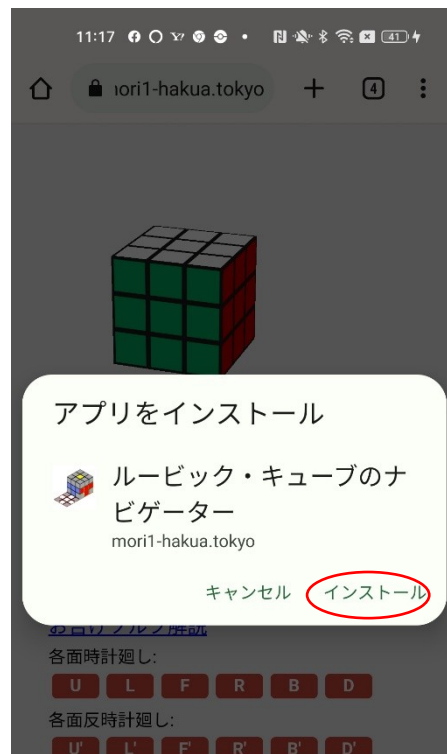 11:17
mori1-hakua.tokyo
4
41
アプリをインストール
ルービック・キューブのナ
ビゲーター
mori1-hakua.tokyo
キャンセル インストール
各面時計廻し:
U L F R B D
各面反時計廻し:
U' L' F' R' B' D'